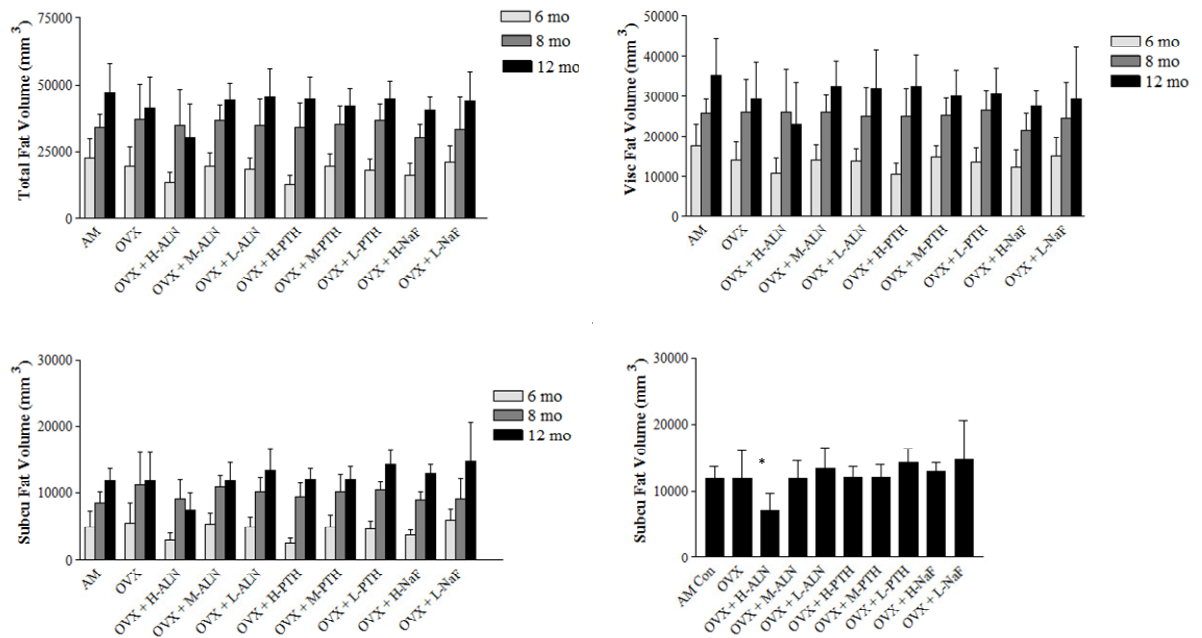 Total Fat Volume (mm 3)
75000
50000
25000
0
6 mo
8 mo
12 mo
AM
OVX
OVX + H-ALN
OVX + M-ALN
OVX + L-ALN
OVX + H-PTH
OVX + M-PTH
OVX + L-PTH
OVX + H-NaF
OVX + L-NaF
Visc Fat Volume (mm 3)
50000
40000
30000
20000
10000
0
6 mo
8 mo
12 mo
AM
OVX
OVX + H-ALN
OVX + M-ALN
OVX + L-ALN
OVX + H-PTH
OVX + M-PTH
OVX + L-PTH
OVX + H-NaF
OVX + L-NaF
Subcu Fat Volume (mm 3)
30000
20000
10000
0
6 mo
8 mo
12 mo
AM
OVX
OVX + H-ALN
OVX + M-ALN
OVX + L-ALN
OVX + H-PTH
OVX + M-PTH
OVX + L-PTH
OVX + H-NaF
OVX + L-NaF
Subcu Fat Volume (mm 3)
30000
20000
10000
0
*
AM Con
OVX
OVX + H-ALN
OVX + M-ALN
OVX + L-ALN
OVX + H-PTH
OVX + M-PTH
OVX + L-PTH
OVX + H-NaF
OVX + L-NaF